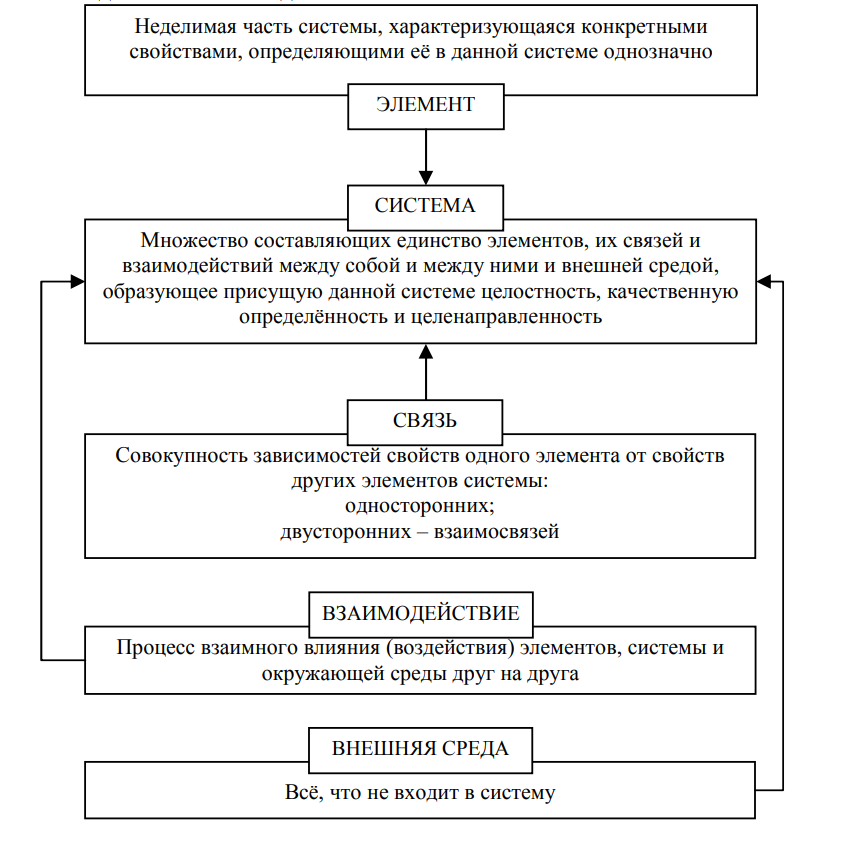 Неделимая часть системы, характеризующаяся конкретными
свойствами, определяющими её в данной системе однозначно
ЭЛЕМЕНТ
СИСТЕМА
Множество составляющих единство элементов, их связей и
взаимодействий между собой и между ними и внешней средой,
образующее присущую данной системе целостность, качественную
определённость и целенаправленность
СВЯЗЬ
Совокупность зависимостей свойств одного элемента от свойств
других элементов системы:
односторонних;
двусторонних – взаимосвязей
ВЗАИМОДЕЙСТВИЕ
Процесс взаимного влияния (воздействия) элементов, системы и
окружающей среды друг на друга
ВНЕШНЯЯ СРЕДА
Всё, что не входит в систему